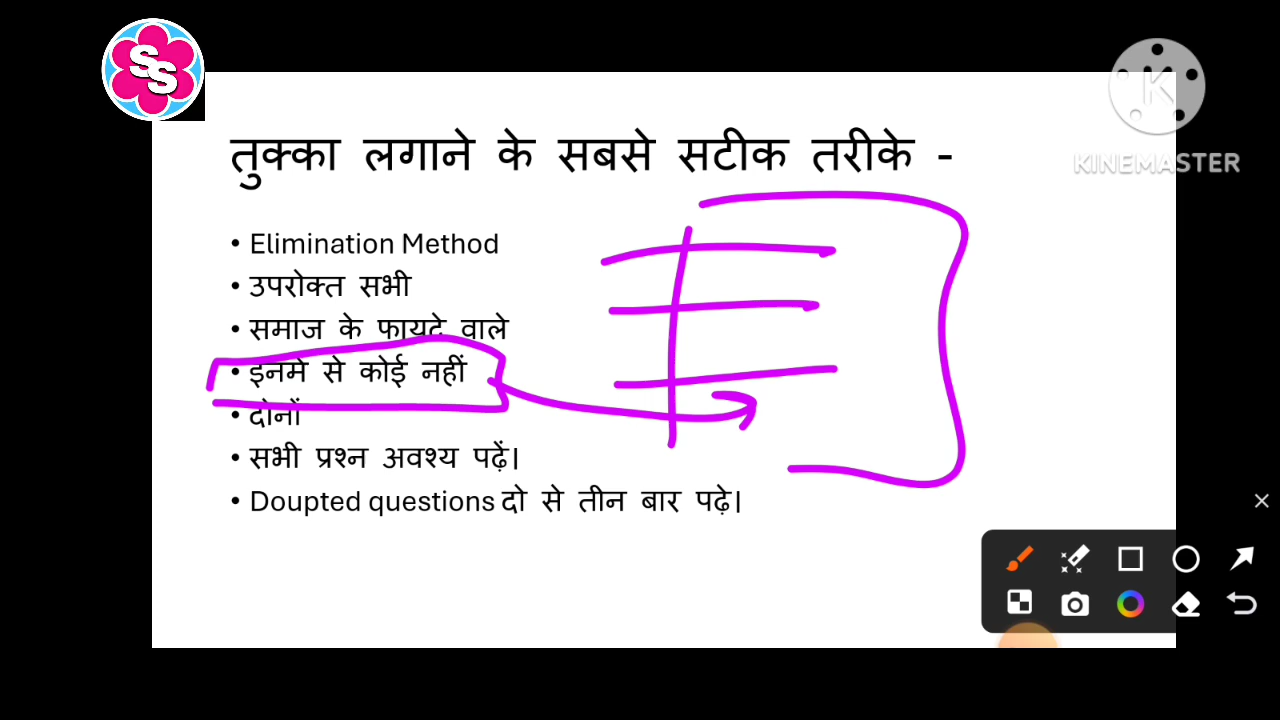 SS
KINEMASTER
तुक्का लगाने के सबसे सटीक तरीके -
• Elimination Method
• उपरोक्त सभी
• समाज के फायदे वाले
• इनमे से कोई नहीं
• दोनों
• सभी प्रश्न अवश्य पढ़ें।
• Doupted questions दो से तीन बार पढ़े।